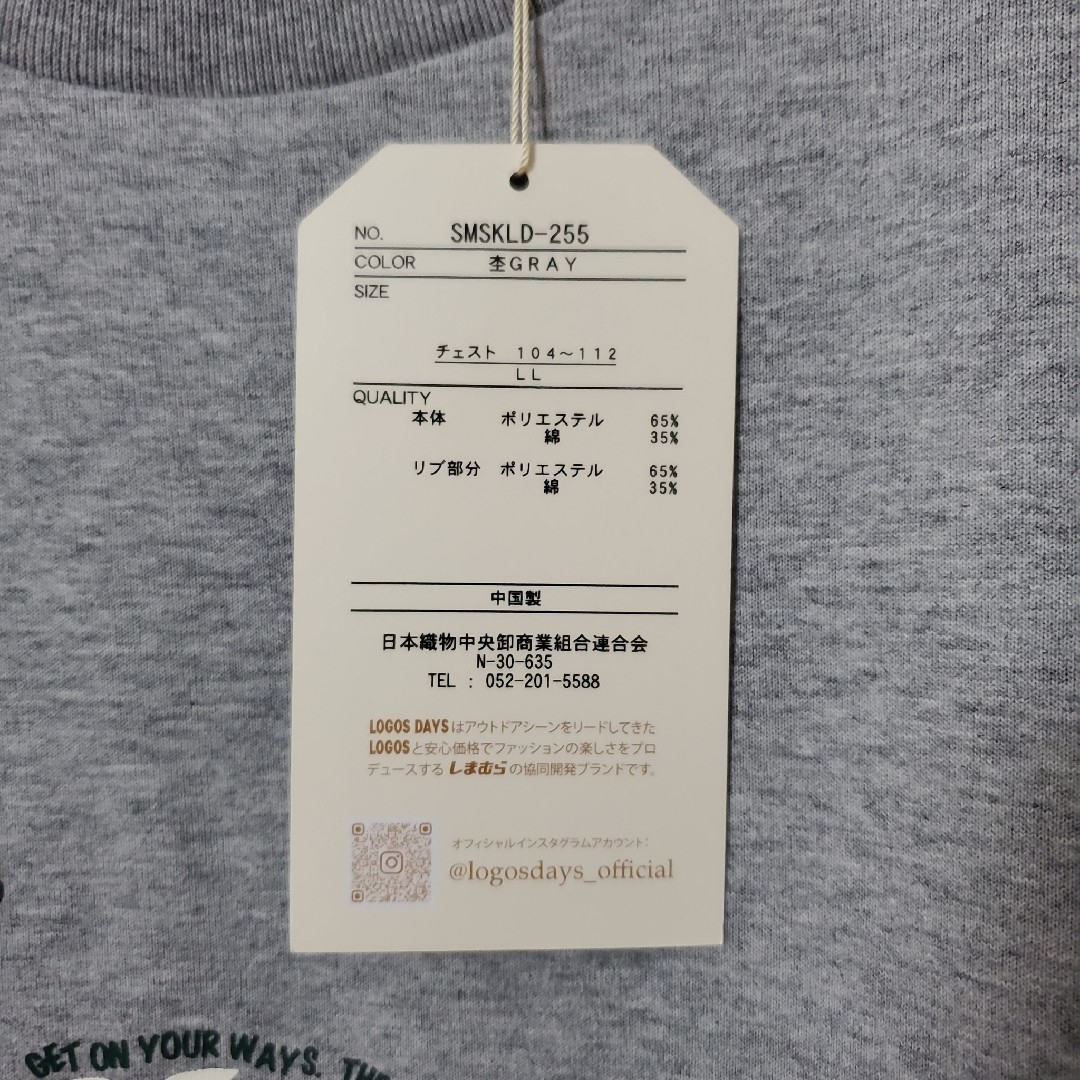 NO. SMSKLD-255
COLOR 杢GRAY
SIZE
チェスト 104～112
LL
QUALITY
本体 ポリエステル 65%
綿 35%
リブ部分 ポリエステル 65%
綿 35%
中国製
日本織物中央卸商業組合連合会
N-30-635
TEL : 052-201-5588
LOGOS DAYSはアウトドアシーンをリードしてきた
LOGOSと安心価格でファッションの楽しさをプロ
デュースする しまむら の協同開発ブランドです。
オフィシャルインスタグラムアカウント：
@logosdays_official
GET ON YOUR WAYS.